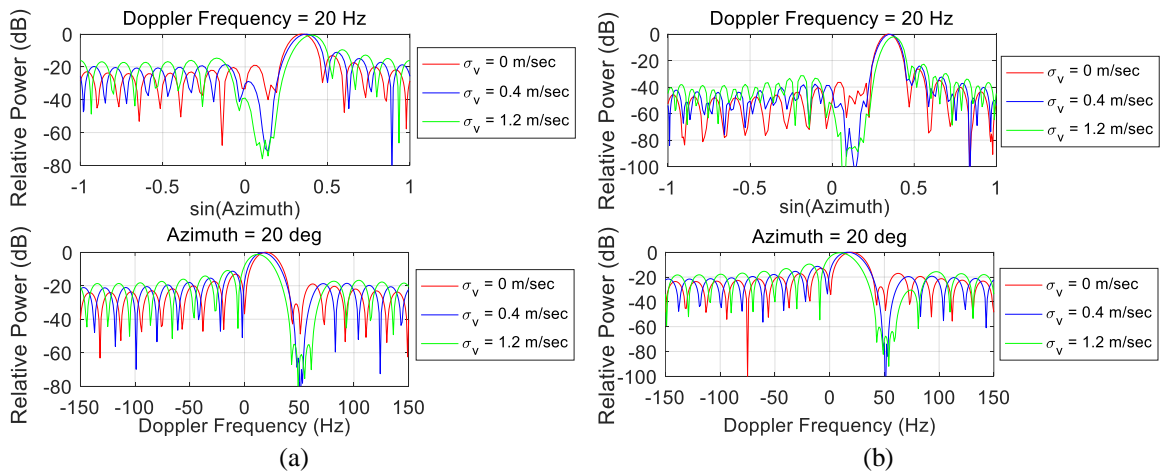 Doppler Frequency = 20 Hz
Relative Power (dB)
0
-20
-40
-60
-80
-1
-0.5
0
0.5
1
sin(Azimuth)
σv = 0 m/sec
σv = 0.4 m/sec
σv = 1.2 m/sec
Azimuth = 20 deg
Relative Power (dB)
0
-20
-40
-60
-80
-150
-100
-50
0
50
100
150
Doppler Frequency (Hz)
σv = 0 m/sec
σv = 0.4 m/sec
σv = 1.2 m/sec
(a)
Doppler Frequency = 20 Hz
Relative Power (dB)
0
-20
-40
-60
-80
-100
-1
-0.5
0
0.5
1
sin(Azimuth)
σv = 0 m/sec
σv = 0.4 m/sec
σv = 1.2 m/sec
Azimuth = 20 deg
Relative Power (dB)
0
-20
-40
-60
-80
-100
-150
-100
-50
0
50
100
150
Doppler Frequency (Hz)
σv = 0 m/sec
σv = 0.4 m/sec
σv = 1.2 m/sec
(b)